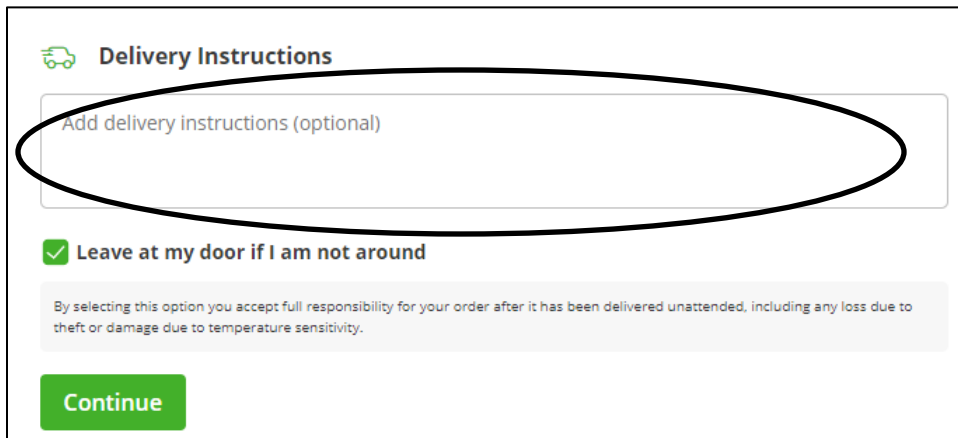 Delivery Instructions
Add delivery instructions (optional)
Leave at my door if I am not around
By selecting this option you accept full responsibility for your order after it has been delivered unattended, including any loss due to
theft or damage due to temperature sensitivity.
Continue